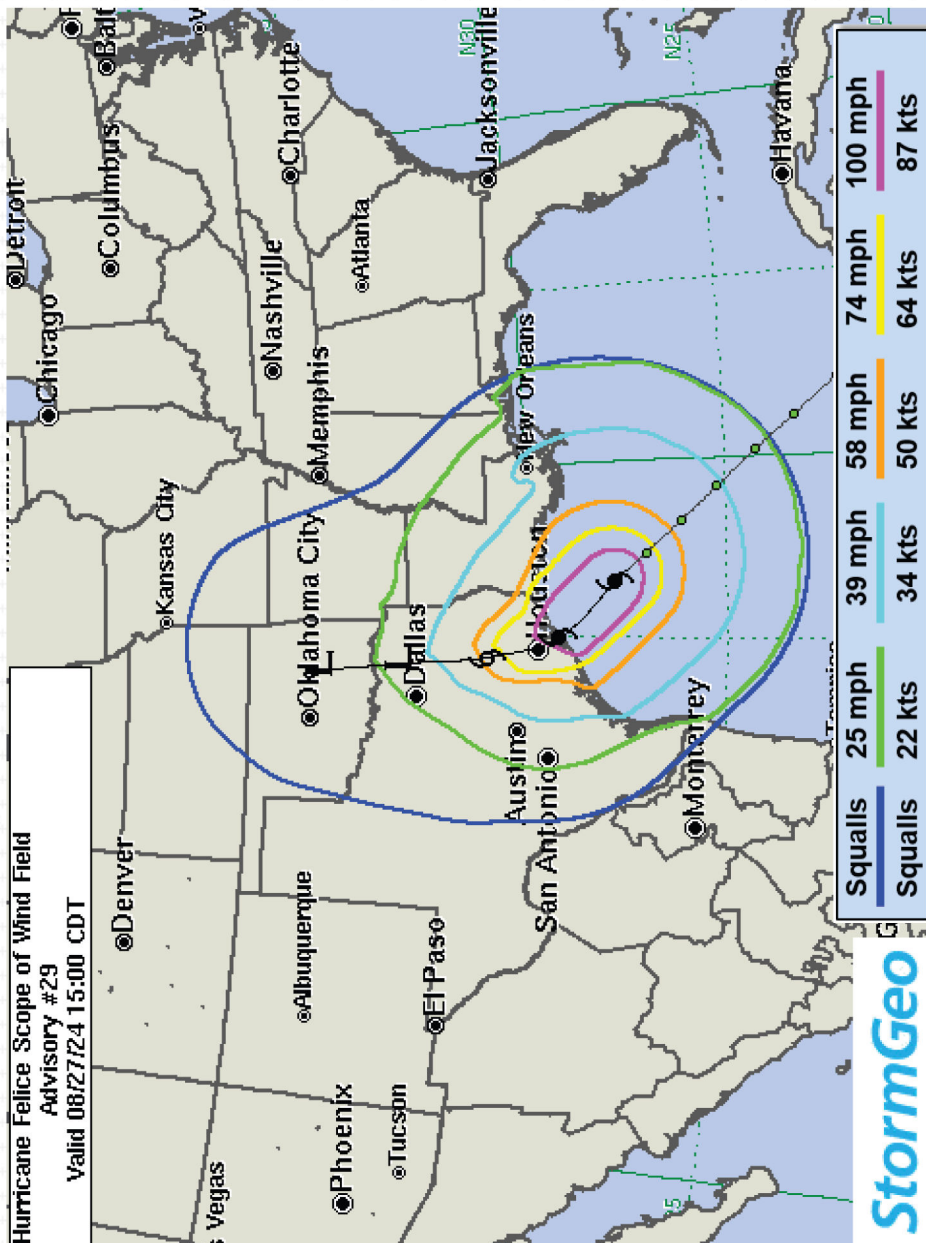 Hurricane Felice Scope of Wind Field
Advisory #29
Valid 08/27/24 15:00 CDT
Detroit
Chicago
Columbus
Balt
Denver
Kansas City
s Vegas
Nashville
Charlotte
Albuquerque
Oklahoma City
Memphis
Phoenix
Atlanta
Tucson
El Paso
Dallas
L
L
Jacksonville
N30
Austin
San Antonio
Houston
New Orleans
Monterrey
N25
Havana
Squalls 25 mph 39 mph 58 mph 74 mph 100 mph
Squalls 22 kts 34 kts 50 kts 64 kts 87 kts
StormGeo